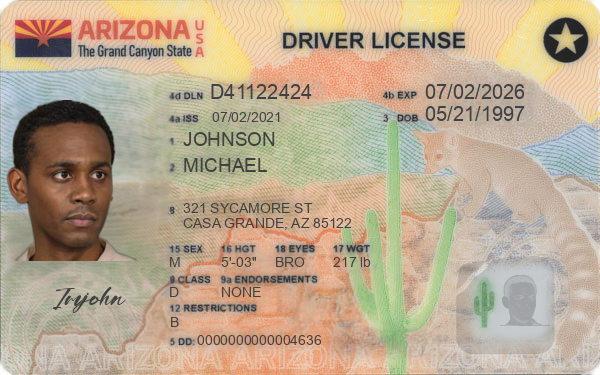 ARIZONA USA
The Grand Canyon State
DRIVER LICENSE
4d DLN D41122424 4b EXP 07/02/2026
4a ISS 07/02/2021 3 DOB 05/21/1997
1 JOHNSON
2 MICHAEL
8 321 SYCAMORE ST
CASA GRANDE, AZ 85122
15 SEX 16 HGT 18 EYES 17 WGT
M 5'-03" BRO 217 lb
9 CLASS 9a ENDORSEMENTS
D NONE
12 RESTRICTIONS
B
5 DD: 0000000000004636
ARIZONA ARIZONA ARIZONA ARIZONA